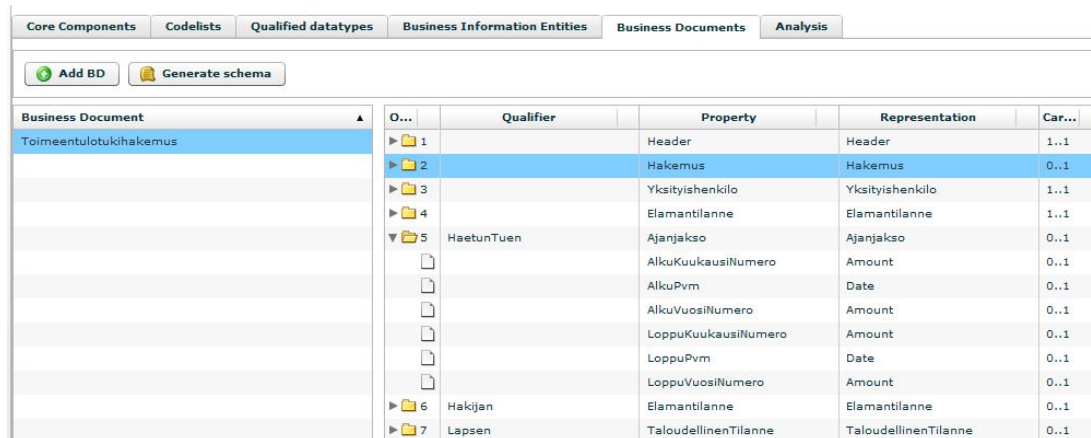 Core Components Codelists Qualified datatypes Business Information Entities Business Documents Analysis
Add BD Generate schema
Business Document O... Qualifier Property Representation Car...
Toimeentulotukihakemus 1 Header Header 1..1
2 Hakemus Hakemus 0..1
3 Yksityishenkilo Yksityishenkilo 1..1
4 Elamantilanne Elamantilanne 1..1
5 HaetunTuen Ajanjakso Ajanjakso 0..1
AlkuKuukausiNumero Amount 0..1
AlkuPvm Date 0..1
AlkuVuosiNumero Amount 0..1
LoppuKuukausiNumero Amount 0..1
LoppuPvm Date 0..1
LoppuVuosiNumero Amount 0..1
6 Hakijan Elamantilanne Elamantilanne 0..1
7 Lapsen TaloudellinenTilanne TaloudellinenTilanne 0..1